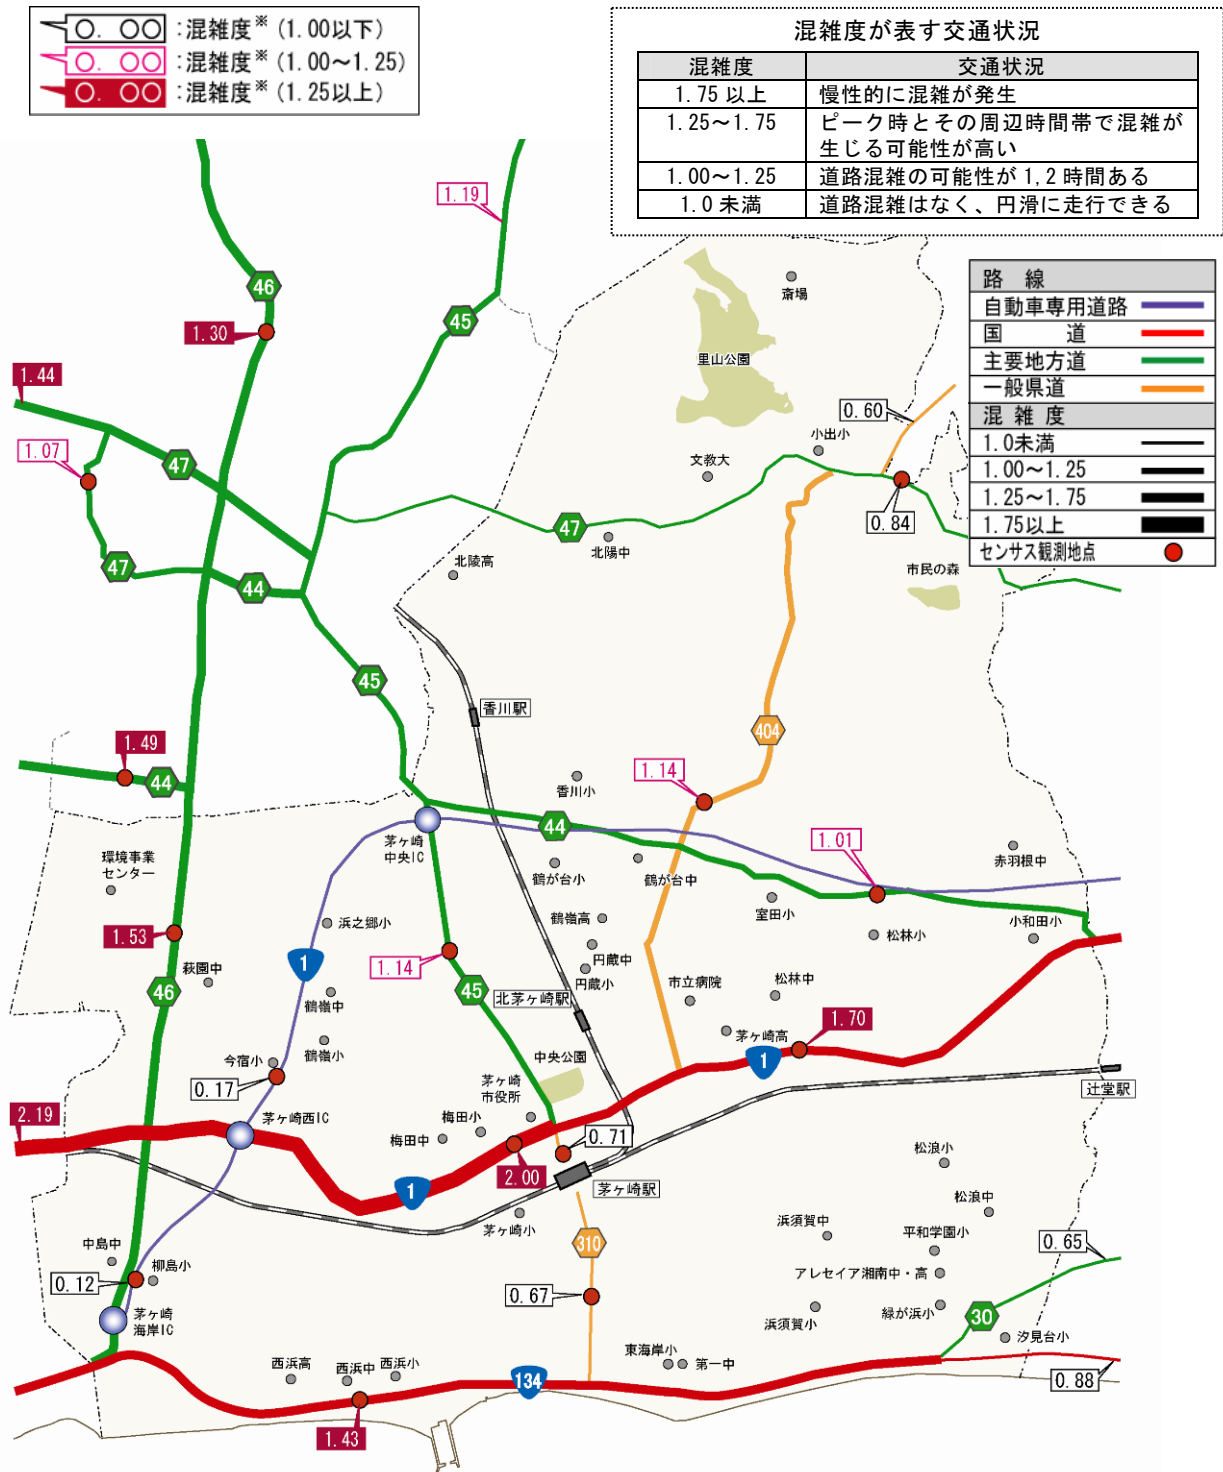 ○. ○○ :混雑度※(1.00以下)
○. ○○ :混雑度※(1.00～1.25)
○. ○○ :混雑度※(1.25以上)
混雑度が表す交通状況
混雑度 交通状況
1.75 以上 慢性的に混雑が発生
1.25～1.75 ピーク時とその周辺時間帯で混雑が
生じる可能性が高い
1.00～1.25 道路混雑の可能性が 1,2 時間ある
1.0 未満 道路混雑はなく、円滑に走行できる
路 線
自動車専用道路
国 道
主要地方道
一般県道
混 雑 度
1.0未満
1.00～1.25
1.25～1.75
1.75以上
センサス観測地点
1.19
46
斎場
45
1.30
里山公園
1.44
0.60
小出小
1.07
47
文教大
0.84
47
北陽中
47
44
北陵高
市民の森
45
香川駅
404
1.49
44
1.14
香川小
44
茅ヶ崎
中央IC
1.01
赤羽根中
環境事業
センター
鶴が台小
鶴が台中
室田小
浜之郷小
鶴嶺高
松林小
小和田小
1.53
円蔵中
1
1.14
円蔵小
萩園中
46
鶴嶺中
45
北茅ヶ崎駅
市立病院
松林中
1.70
茅ヶ崎高
鶴嶺小
今宿小
中央公園
1
0.17
茅ヶ崎
市役所
辻堂駅
2.19
茅ヶ崎西IC
梅田小
梅田中
0.71
松浪小
2.00
1
茅ヶ崎駅
松浪中
茅ヶ崎小
浜須賀中
310
平和学園小
0.65
中島中
柳島小
アレセイア湘南中・高
0.12
0.67
茅ヶ崎
海岸IC
浜須賀小
緑が浜小
30
汐見台小
東海岸小
第一中
西浜高
西浜中
西浜小
134
0.88
1.43